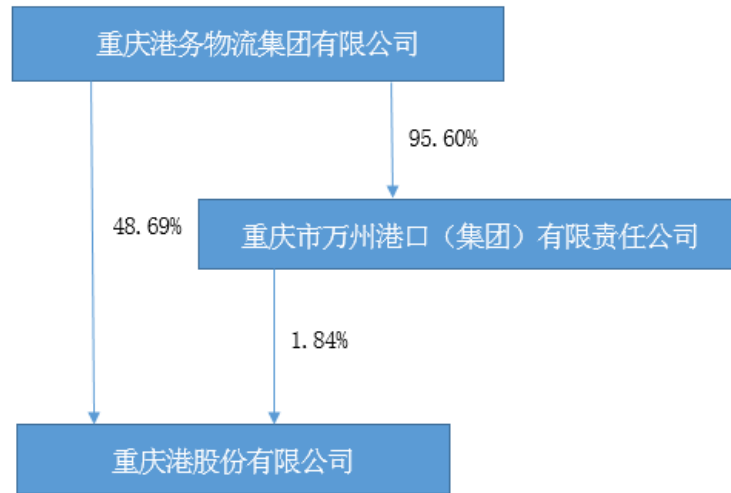 重庆港务物流集团有限公司
95.60%
48.69%
重庆市万州港口（集团）有限责任公司
1.84%
重庆港股份有限公司